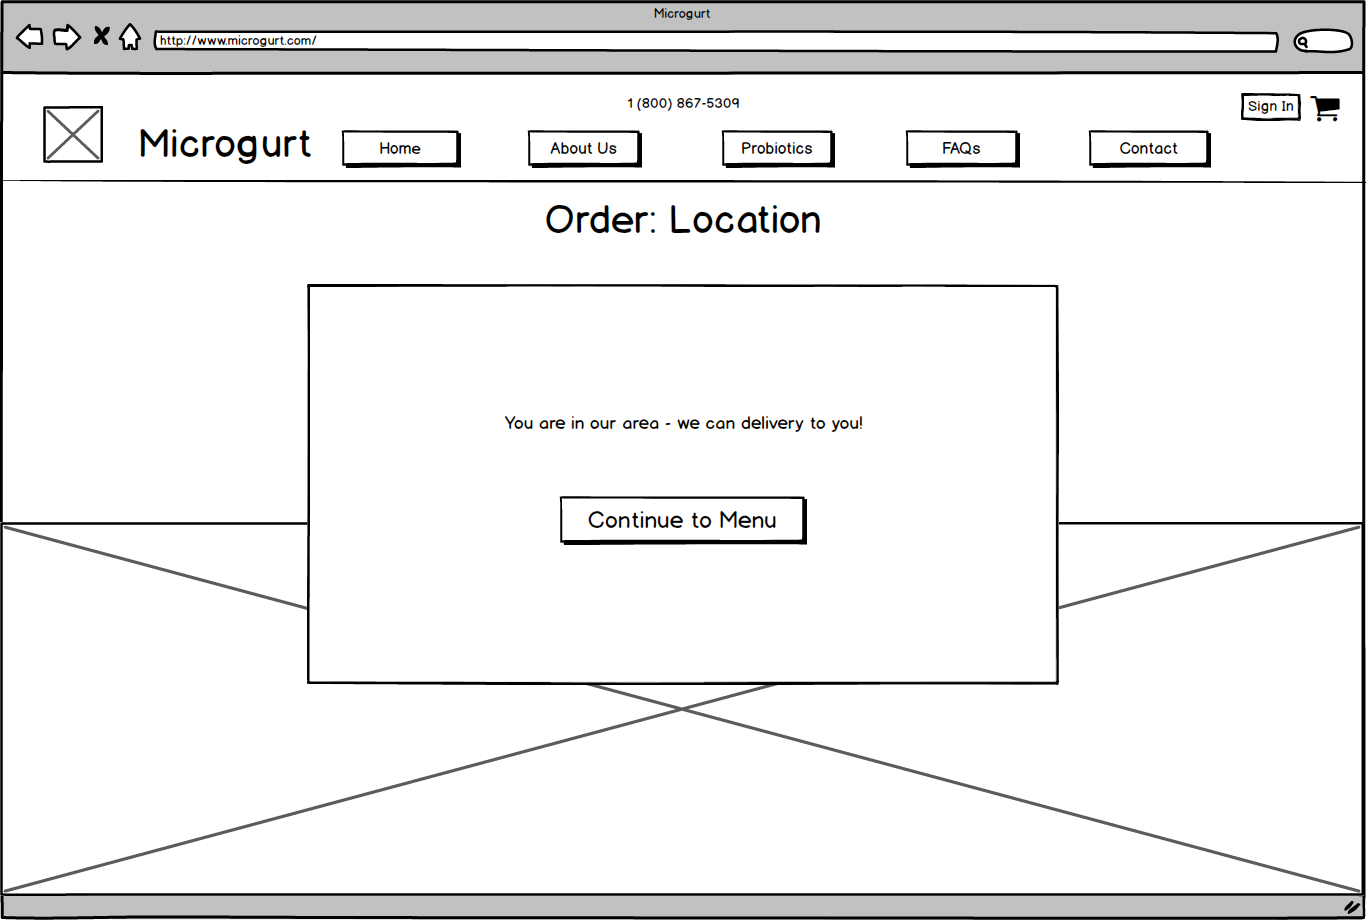 Microgurt
http://www.microgurt.com/
1 (800) 867-5309
Sign In
Microgurt
Home
About Us
Probiotics
FAQs
Contact
Order: Location
You are in our area - we can delivery to you!
Continue to Menu